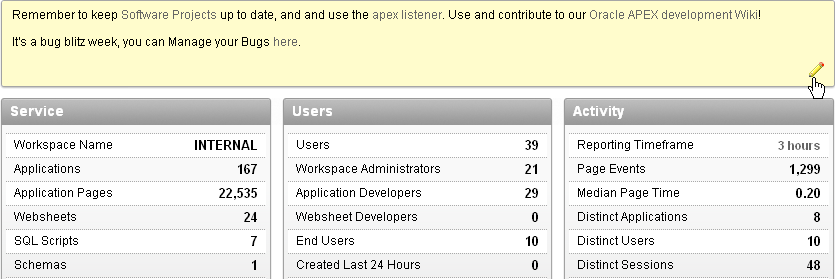 Remember to keep Software Projects up to date, and and use the apex listener. Use and contribute to our Oracle APEX development Wiki!
It's a bug blitz week, you can Manage your Bugs here.
Service
Workspace Name INTERNAL
Applications 167
Application Pages 22,535
Websheets 24
SQL Scripts 7
Schemas 1
Users
Users 39
Workspace Administrators 21
Application Developers 29
Websheet Developers 0
End Users 10
Created Last 24 Hours 0
Activity
Reporting Timeframe 3 hours
Page Events 1,299
Median Page Time 0.20
Distinct Applications 8
Distinct Users 10
Distinct Sessions 48